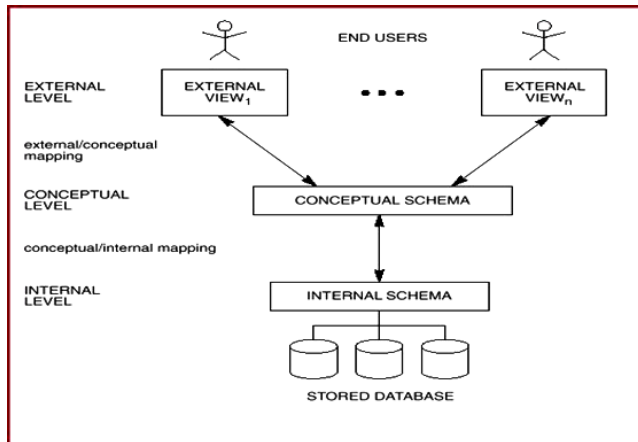 END USERS
EXTERNAL
LEVEL
EXTERNAL
VIEW1
EXTERNAL
VIEWn
external/conceptual
mapping
CONCEPTUAL
LEVEL
CONCEPTUAL SCHEMA
conceptual/internal mapping
INTERNAL
LEVEL
INTERNAL SCHEMA
STORED DATABASE